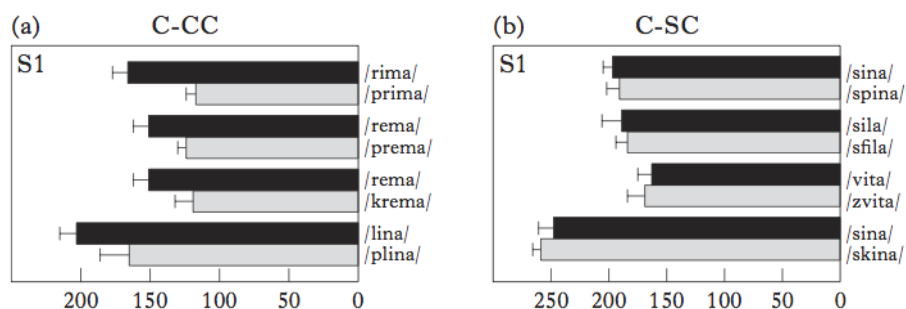 (a) C-CC
S1
/rima/
/prima/
/rema/
/prema/
/rema/
/krema/
/lina/
/plina/
200 150 100 50 0
(b) C-SC
S1
/sina/
/spina/
/sila/
/sfila/
/vita/
/zvita/
/sina/
/skina/
250 200 150 100 50 0